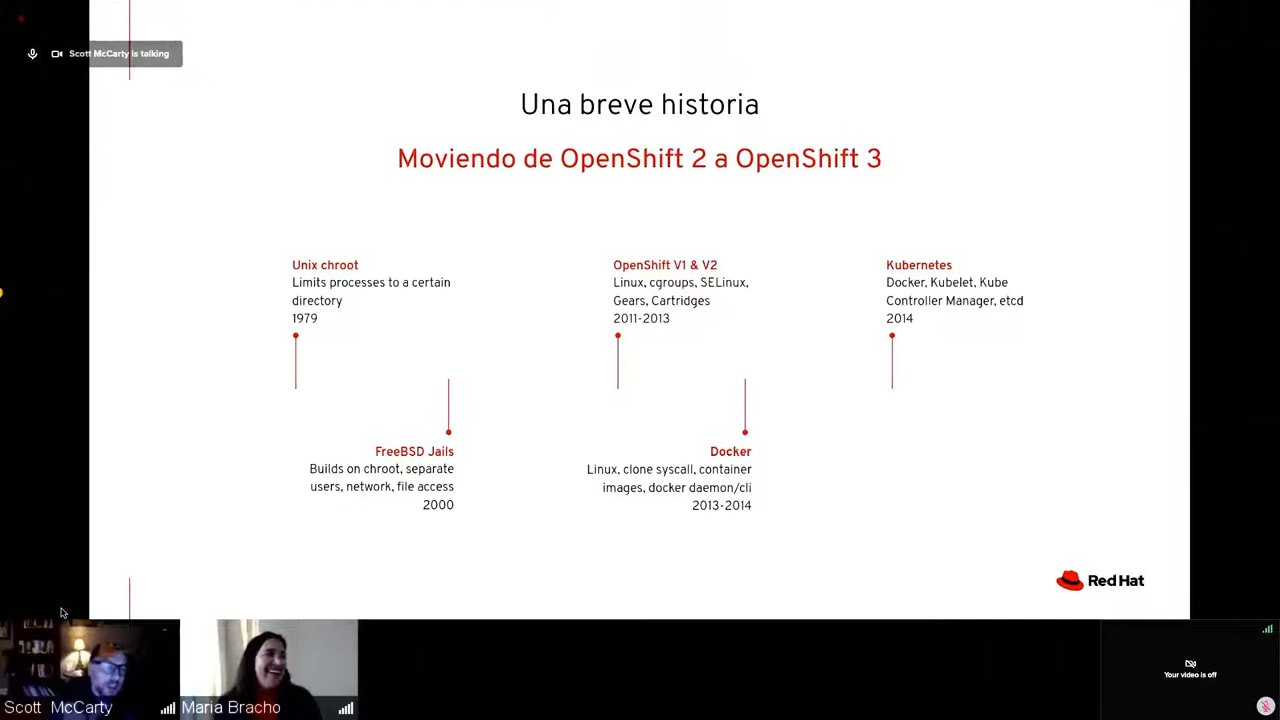 Scott McCarty is talking
Una breve historia
Moviendo de OpenShift 2 a OpenShift 3
Unix chroot
Limits processes to a certain
directory
1979
OpenShift V1 & V2
Linux, cgroups, SELinux,
Gears, Cartridges
2011-2013
Kubernetes
Docker, Kubelet, Kube
Controller Manager, etcd
2014
FreeBSD Jails
Builds on chroot, separate
users, network, file access
2000
Docker
Linux, clone syscall, container
images, docker daemon/cli
2013-2014
Red Hat
Scott McCarty
Maria Bracho
Your video is off